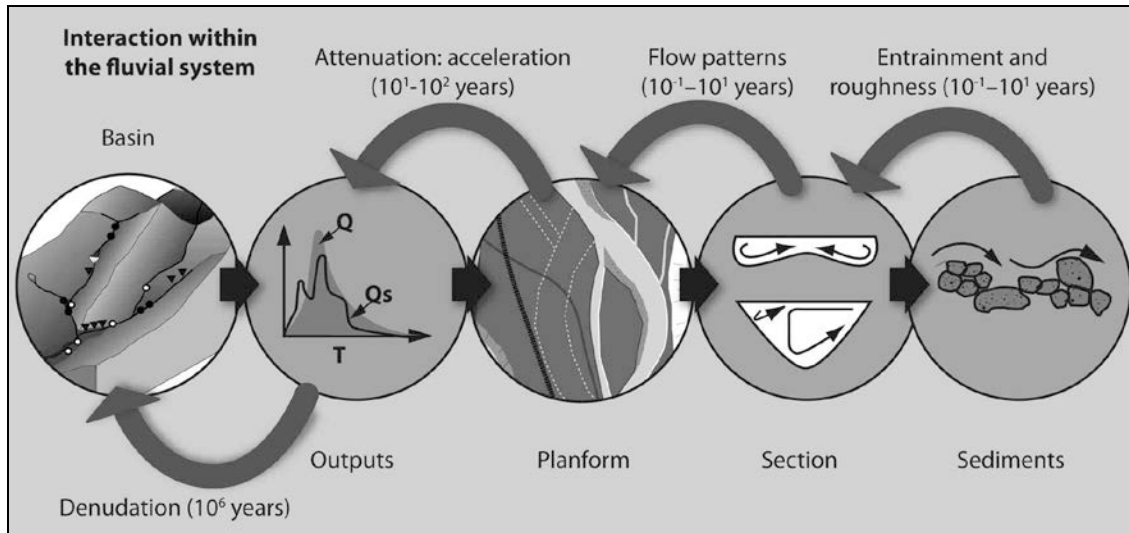 Interaction within
the fluvial system
Attenuation: acceleration
(10¹-10² years)
Flow patterns
(10⁻¹–10¹ years)
Entrainment and
roughness (10⁻¹–10¹ years)
Basin
Q
Qs
T
Outputs
Planform
Section
Sediments
Denudation (10⁶ years)